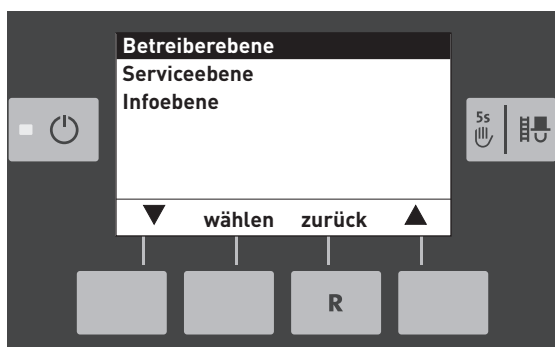 Betreiberebene
Serviceebene
Infoebene
5s
▼ wählen zurück ▲
R